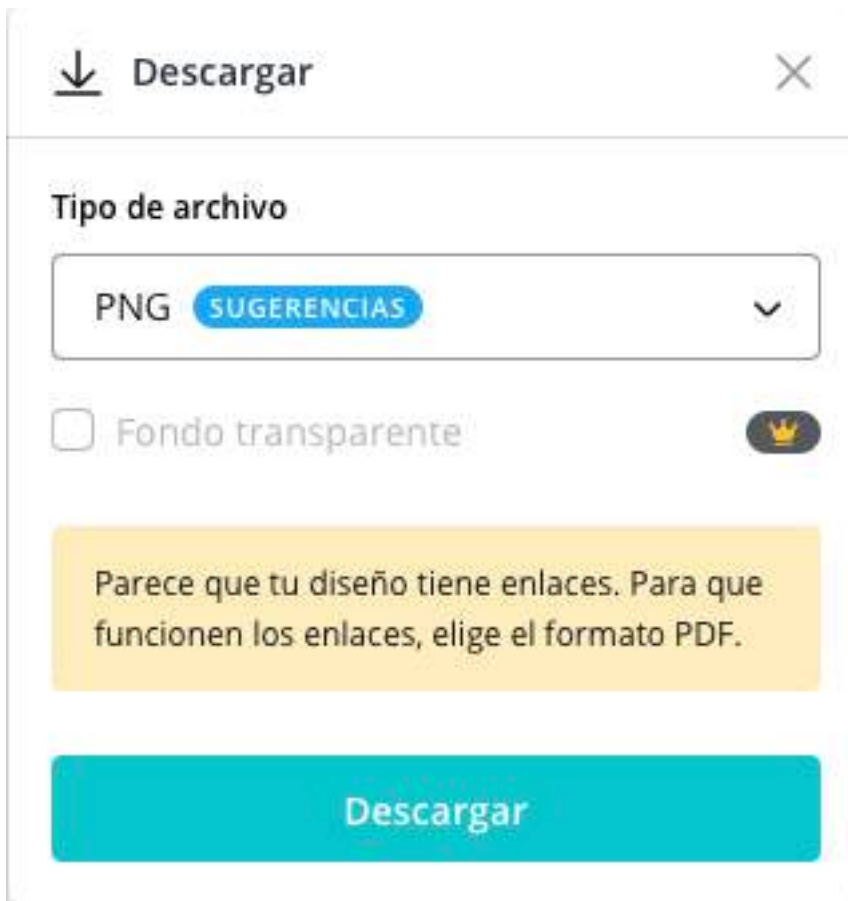 Descargar
Tipo de archivo
PNG SUGERENCIAS
Fondo transparente
Parece que tu diseño tiene enlaces. Para que
funcionen los enlaces, elige el formato PDF.
Descargar